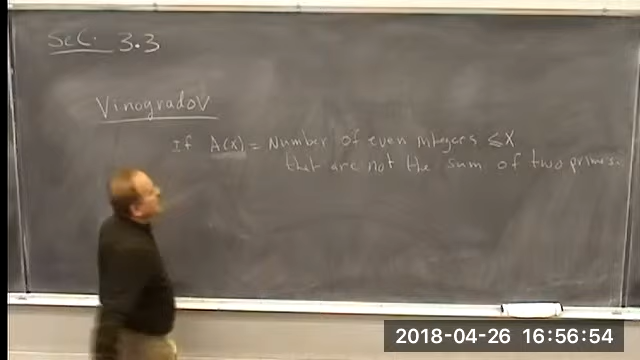 Sec. 3.3
Vinogradov
If A(x) = Number of even integers ≤ X
that are not the sum of two primes.
2018-04-26 16:56:54